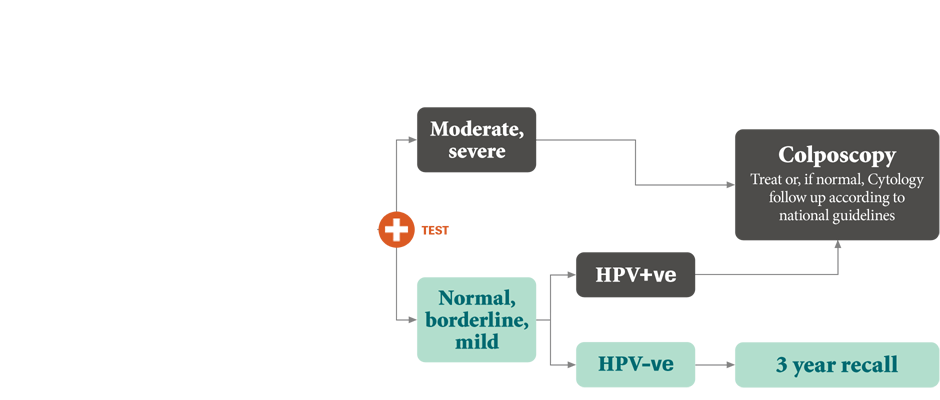 Moderate,
severe
Colposcopy
Treat or, if normal, Cytology
follow up according to
national guidelines
TEST
HPV+ve
Normal,
borderline,
mild
HPV–ve
3 year recall